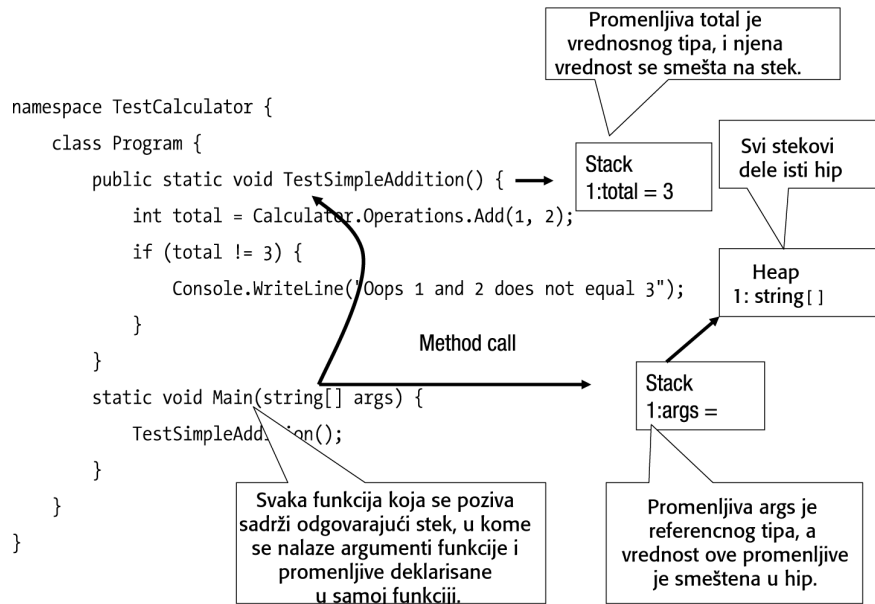 Promenljiva total je
vrednosnog tipa, i njena
vrednost se smešta na stek.
namespace TestCalculator {
class Program {
public static void TestSimpleAddition() {
int total = Calculator.Operations.Add(1, 2);
if (total != 3) {
Console.WriteLine("Oops 1 and 2 does not equal 3");
}
}
static void Main(string[] args) {
TestSimpleAddition();
}
}
}
Stack
1:total = 3
Svi stekovi
dele isti hip
Heap
1: string[]
Method call
Stack
1:args =
Svaka funkcija koja se poziva
sadrži odgovarajući stek, u kome
se nalaze argumenti funkcije i
promenljive deklarisane
u samoj funkciji.
Promenljiva args je
referencnog tipa, a
vrednost ove promenljive
je smeštena u hip.